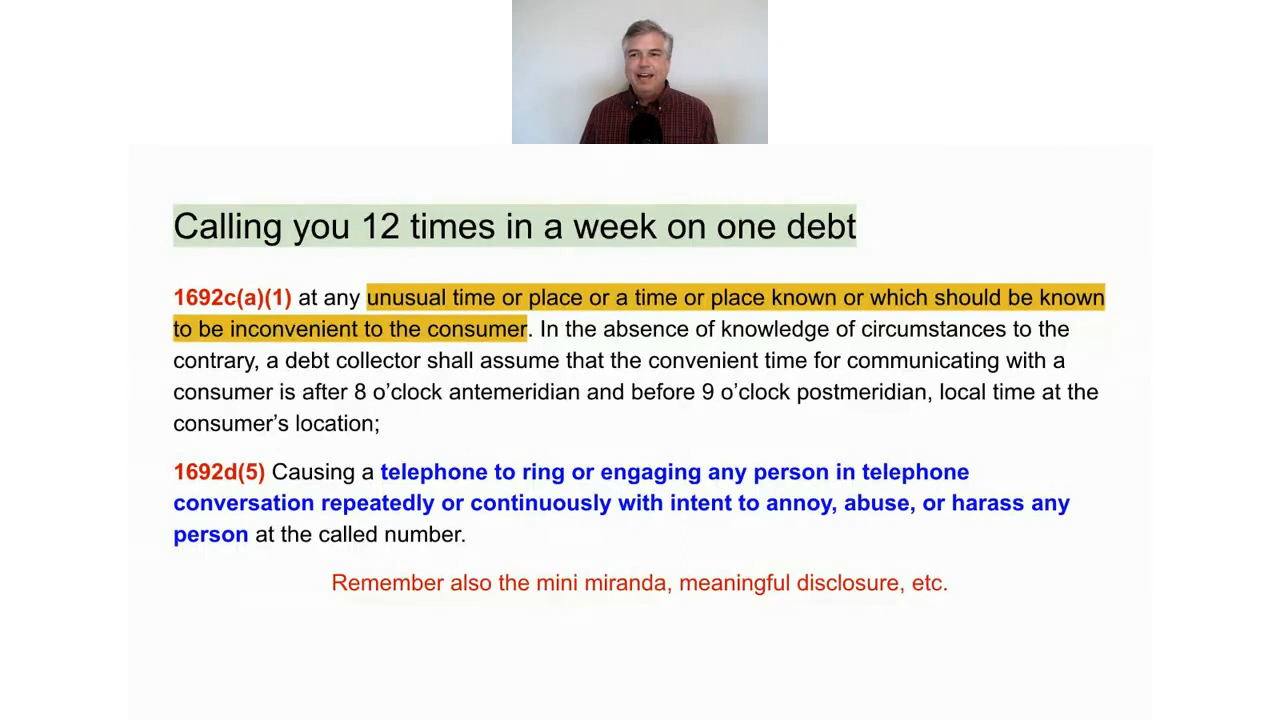 Calling you 12 times in a week on one debt
1692c(a)(1) at any unusual time or place or a time or place known or which should be known
to be inconvenient to the consumer. In the absence of knowledge of circumstances to the
contrary, a debt collector shall assume that the convenient time for communicating with a
consumer is after 8 o’clock antemeridian and before 9 o’clock postmeridian, local time at the
consumer’s location;
1692d(5) Causing a telephone to ring or engaging any person in telephone
conversation repeatedly or continuously with intent to annoy, abuse, or harass any
person at the called number.
Remember also the mini miranda, meaningful disclosure, etc.